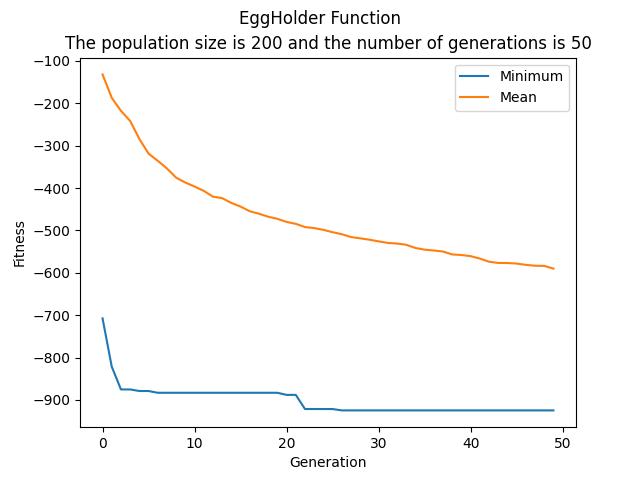 EggHolder Function
The population size is 200 and the number of generations is 50
−100
−200
−300
−400
−500
−600
−700
−800
−900
Fitness
Minimum
Mean
0 10 20 30 40 50
Generation